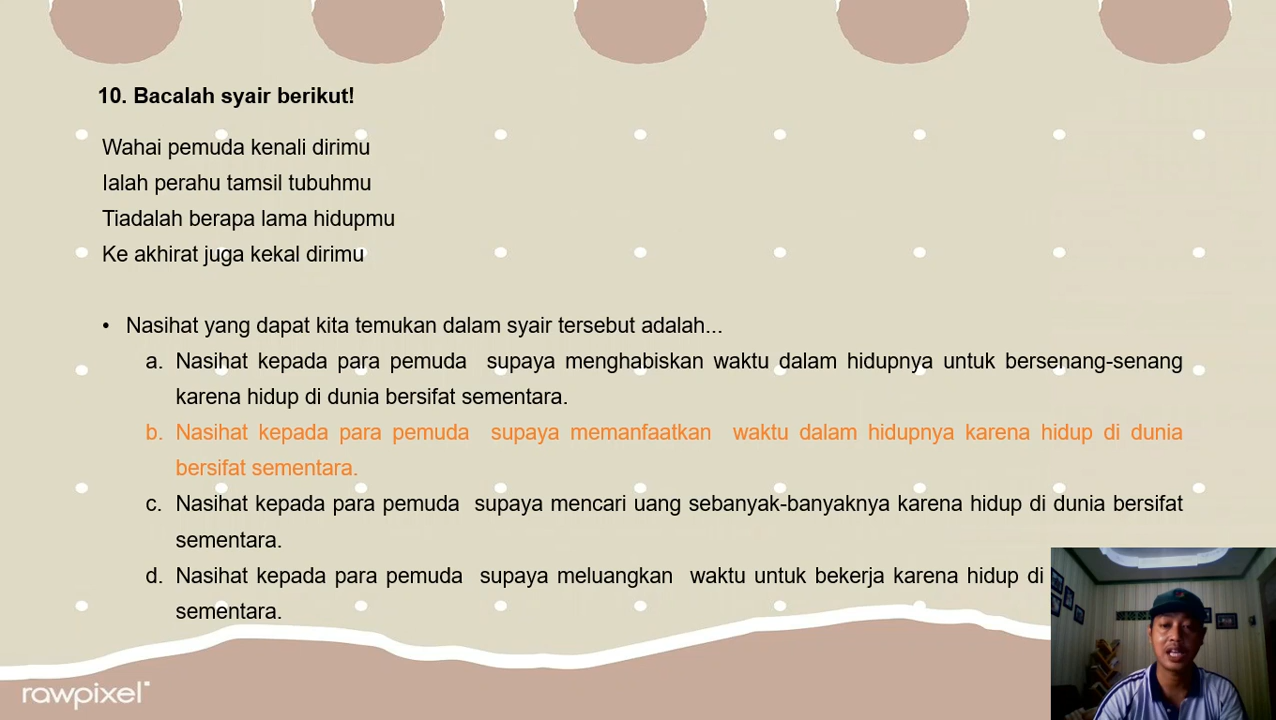 10. Bacalah syair berikut!
Wahai pemuda kenali dirimu
Ialah perahu tamsil tubuhmu
Tiadalah berapa lama hidupmu
Ke akhirat juga kekal dirimu
• Nasihat yang dapat kita temukan dalam syair tersebut adalah...
a. Nasihat kepada para pemuda supaya menghabiskan waktu dalam hidupnya untuk bersenang-senang
karena hidup di dunia bersifat sementara.
b. Nasihat kepada para pemuda supaya memanfaatkan waktu dalam hidupnya karena hidup di dunia
bersifat sementara.
c. Nasihat kepada para pemuda supaya mencari uang sebanyak-banyaknya karena hidup di dunia bersifat
sementara.
d. Nasihat kepada para pemuda supaya meluangkan waktu untuk bekerja karena hidup di
sementara.
rawpixel